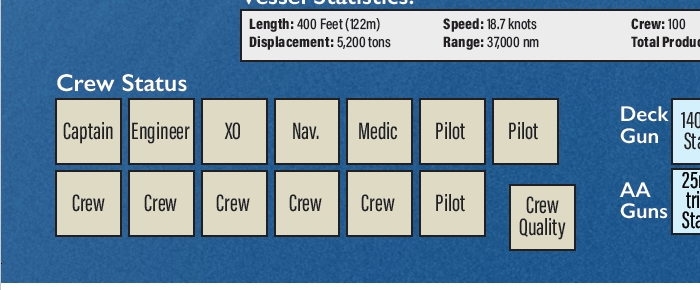 Vessel Statistics:
Length: 400 Feet (122m) Speed: 18.7 knots Crew: 100
Displacement: 5,200 tons Range: 37,000 nm Total
Crew Status
Captain Engineer XO Nav. Medic Pilot Pilot
Deck
Gun
Crew Crew Crew Crew Crew Pilot
Crew
Quality
AA
Guns